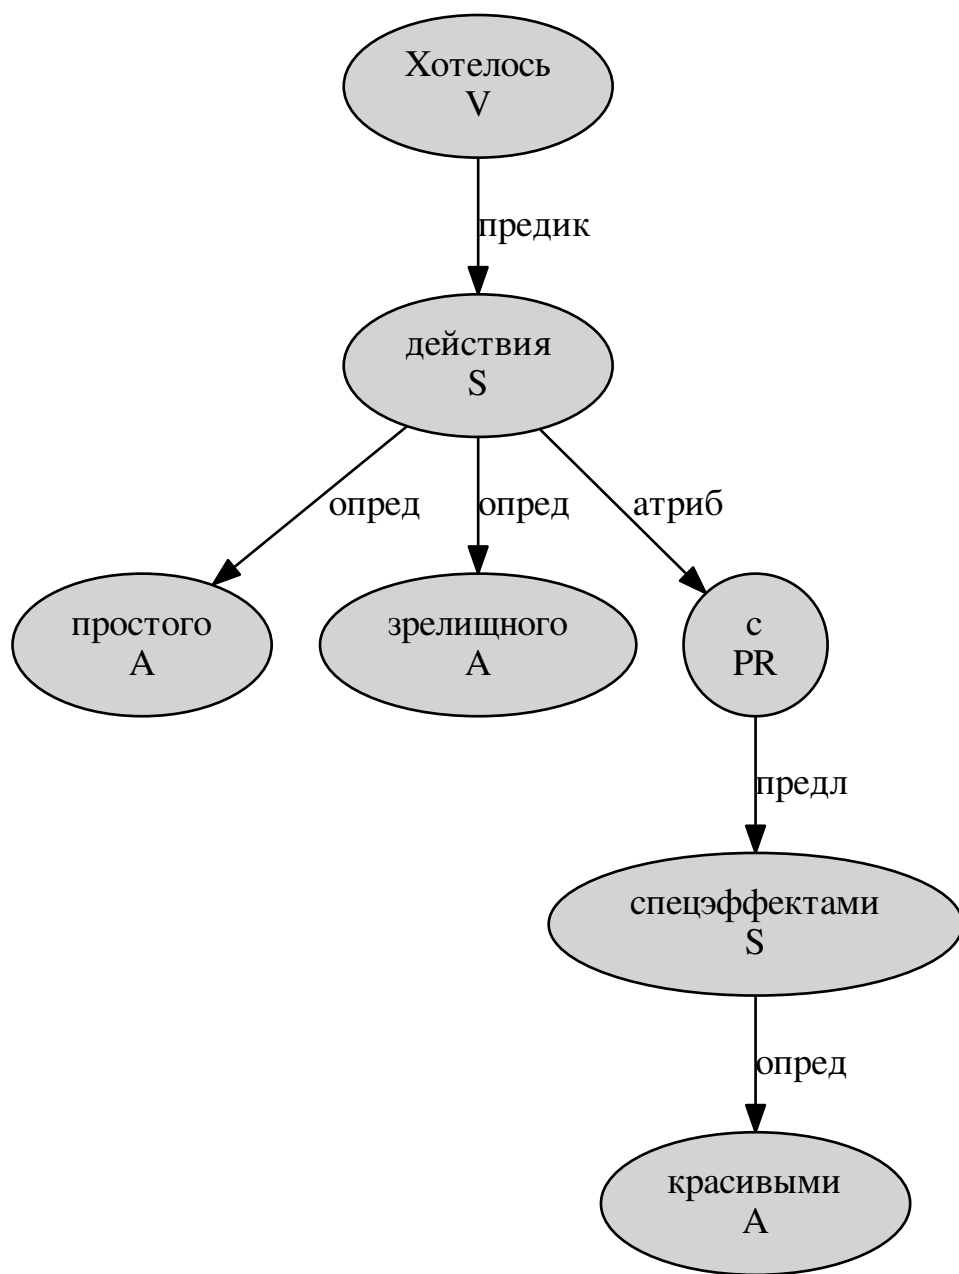 Хотелось
V
предик
действия
S
опред
опред
атриб
простого
A
зрелищного
A
с
PR
предл
спецэффектами
S
опред
красивыми
A